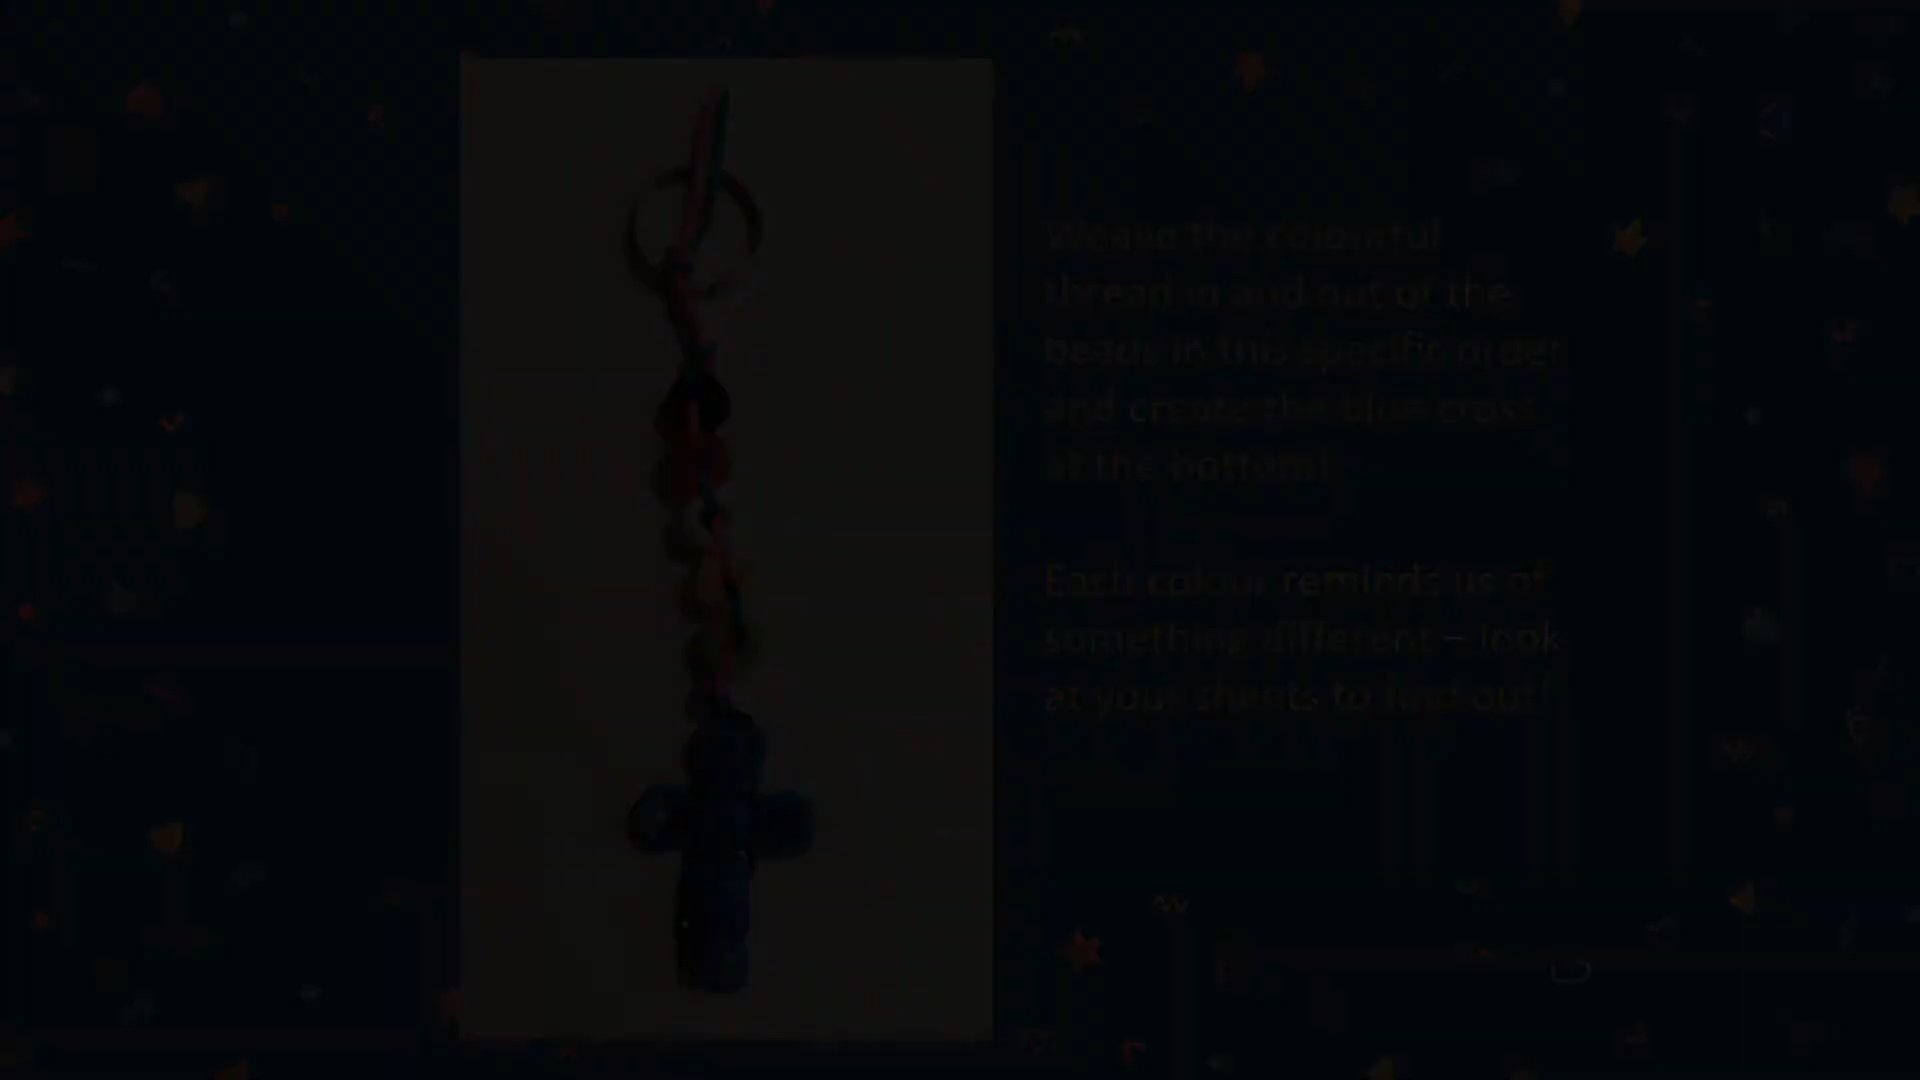 Weave the colourful
thread in and out of the
beads in this specific order
and create the blue cross
at the bottom!
Each colour reminds us of
something different – look
at your sheets to find out!